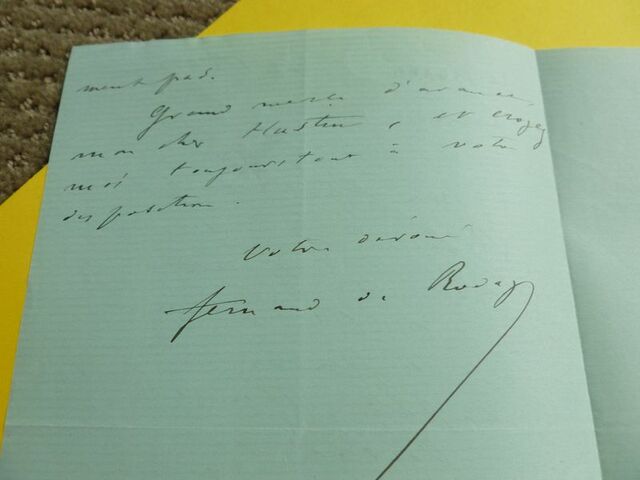 ment pas.
Grand merci d'avance,
mon cher Hustin, et croyez
moi toujours tout à votre
disposition.
Votre dévoué
Fernand de Rodays